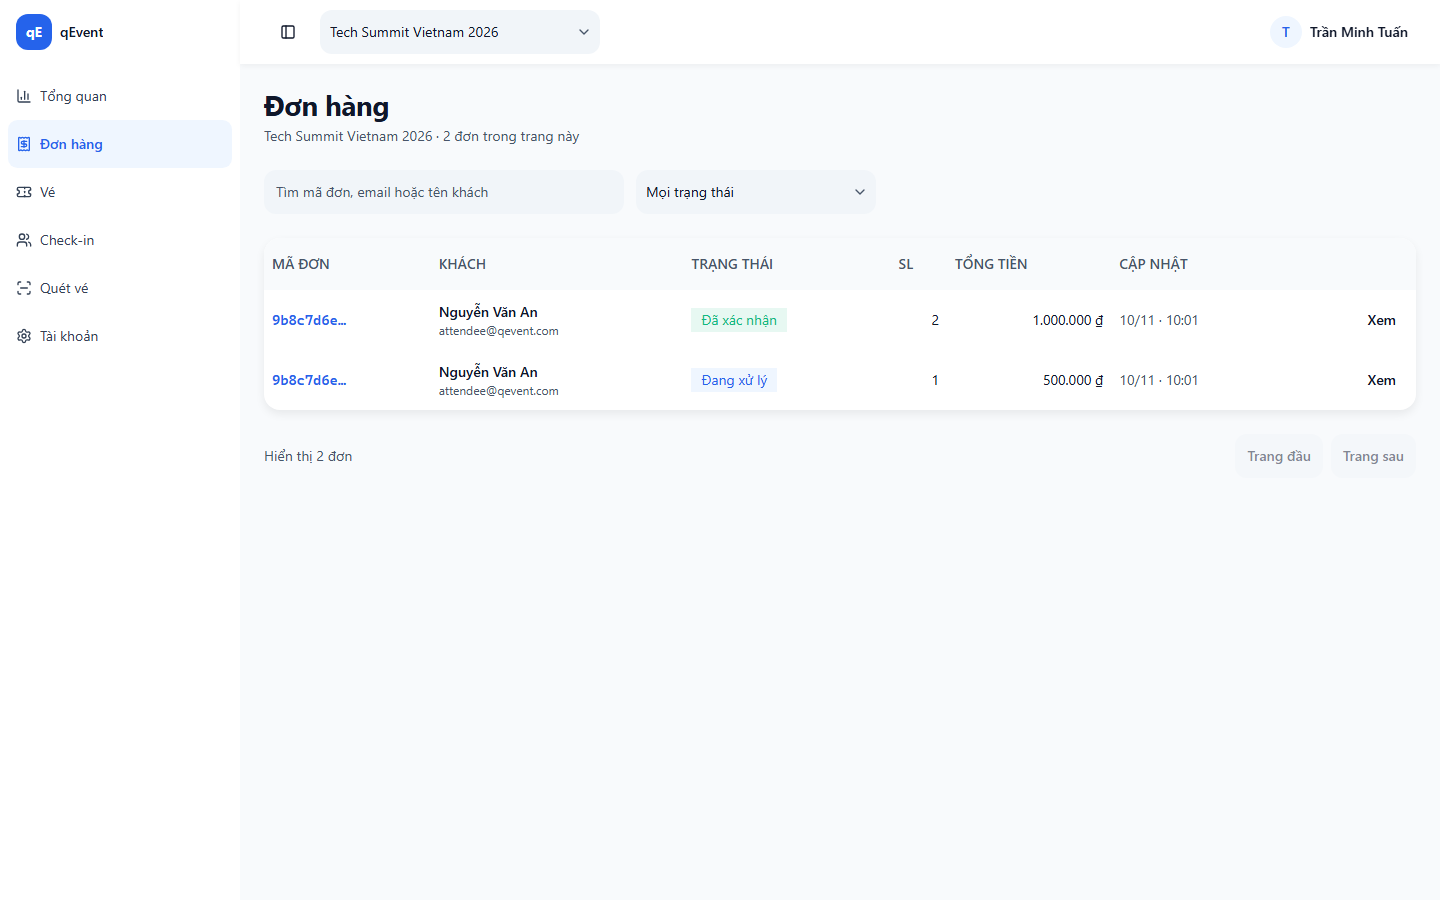 qE qEvent
Tech Summit Vietnam 2026
T Trần Minh Tuấn
Tổng quan
Đơn hàng
Vé
Check-in
Quét vé
Tài khoản
Đơn hàng
Tech Summit Vietnam 2026 · 2 đơn trong trang này
Tìm mã đơn, email hoặc tên khách
Mọi trạng thái
MÃ ĐƠN KHÁCH TRẠNG THÁI SL TỔNG TIỀN CẬP NHẬT
9b8c7d6e... Nguyễn Văn An Đã xác nhận 2 1.000.000 ₫ 10/11 · 10:01 Xem
attendee@qevent.com
9b8c7d6e... Nguyễn Văn An Đang xử lý 1 500.000 ₫ 10/11 · 10:01 Xem
attendee@qevent.com
Hiển thị 2 đơn
Trang đầu Trang sau